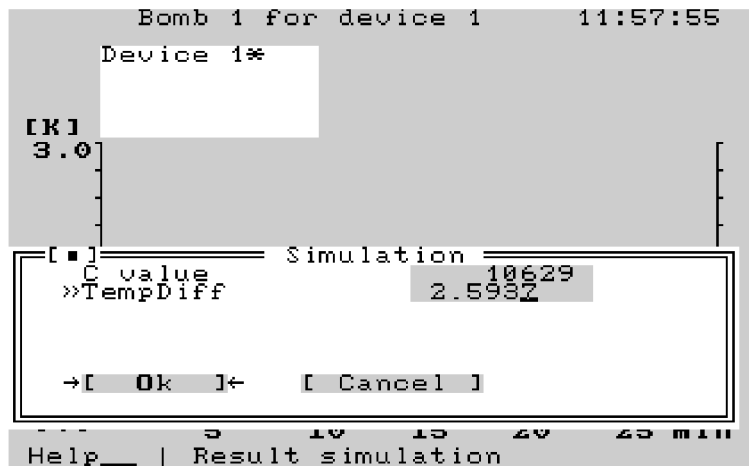 Bomb 1 for device 1 11:57:55
Device 1*
[K]
3.0
[■] Simulation
C value 10629
»TempDiff 2.5937
→[ Ok ]← [ Cancel ]
5 10 15 20 25 min
Help__ | Result simulation